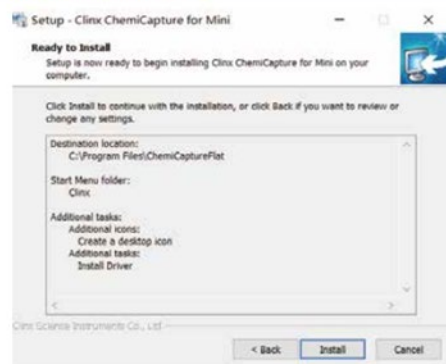 Setup - Clinx ChemiCapture for Mini
Ready to Install
Setup is now ready to begin installing Clinx ChemiCapture for Mini on your
computer.
Click Install to continue with the installation, or click Back if you want to review or
change any settings.
Destination location:
C:\Program Files\ChemiCaptureFlat
Start Menu folder:
Clinx
Additional tasks:
Additional icons:
Create a desktop icon
Additional tasks:
Install Driver
Clinx Science Instruments Co., Ltd
< Back
Install
Cancel